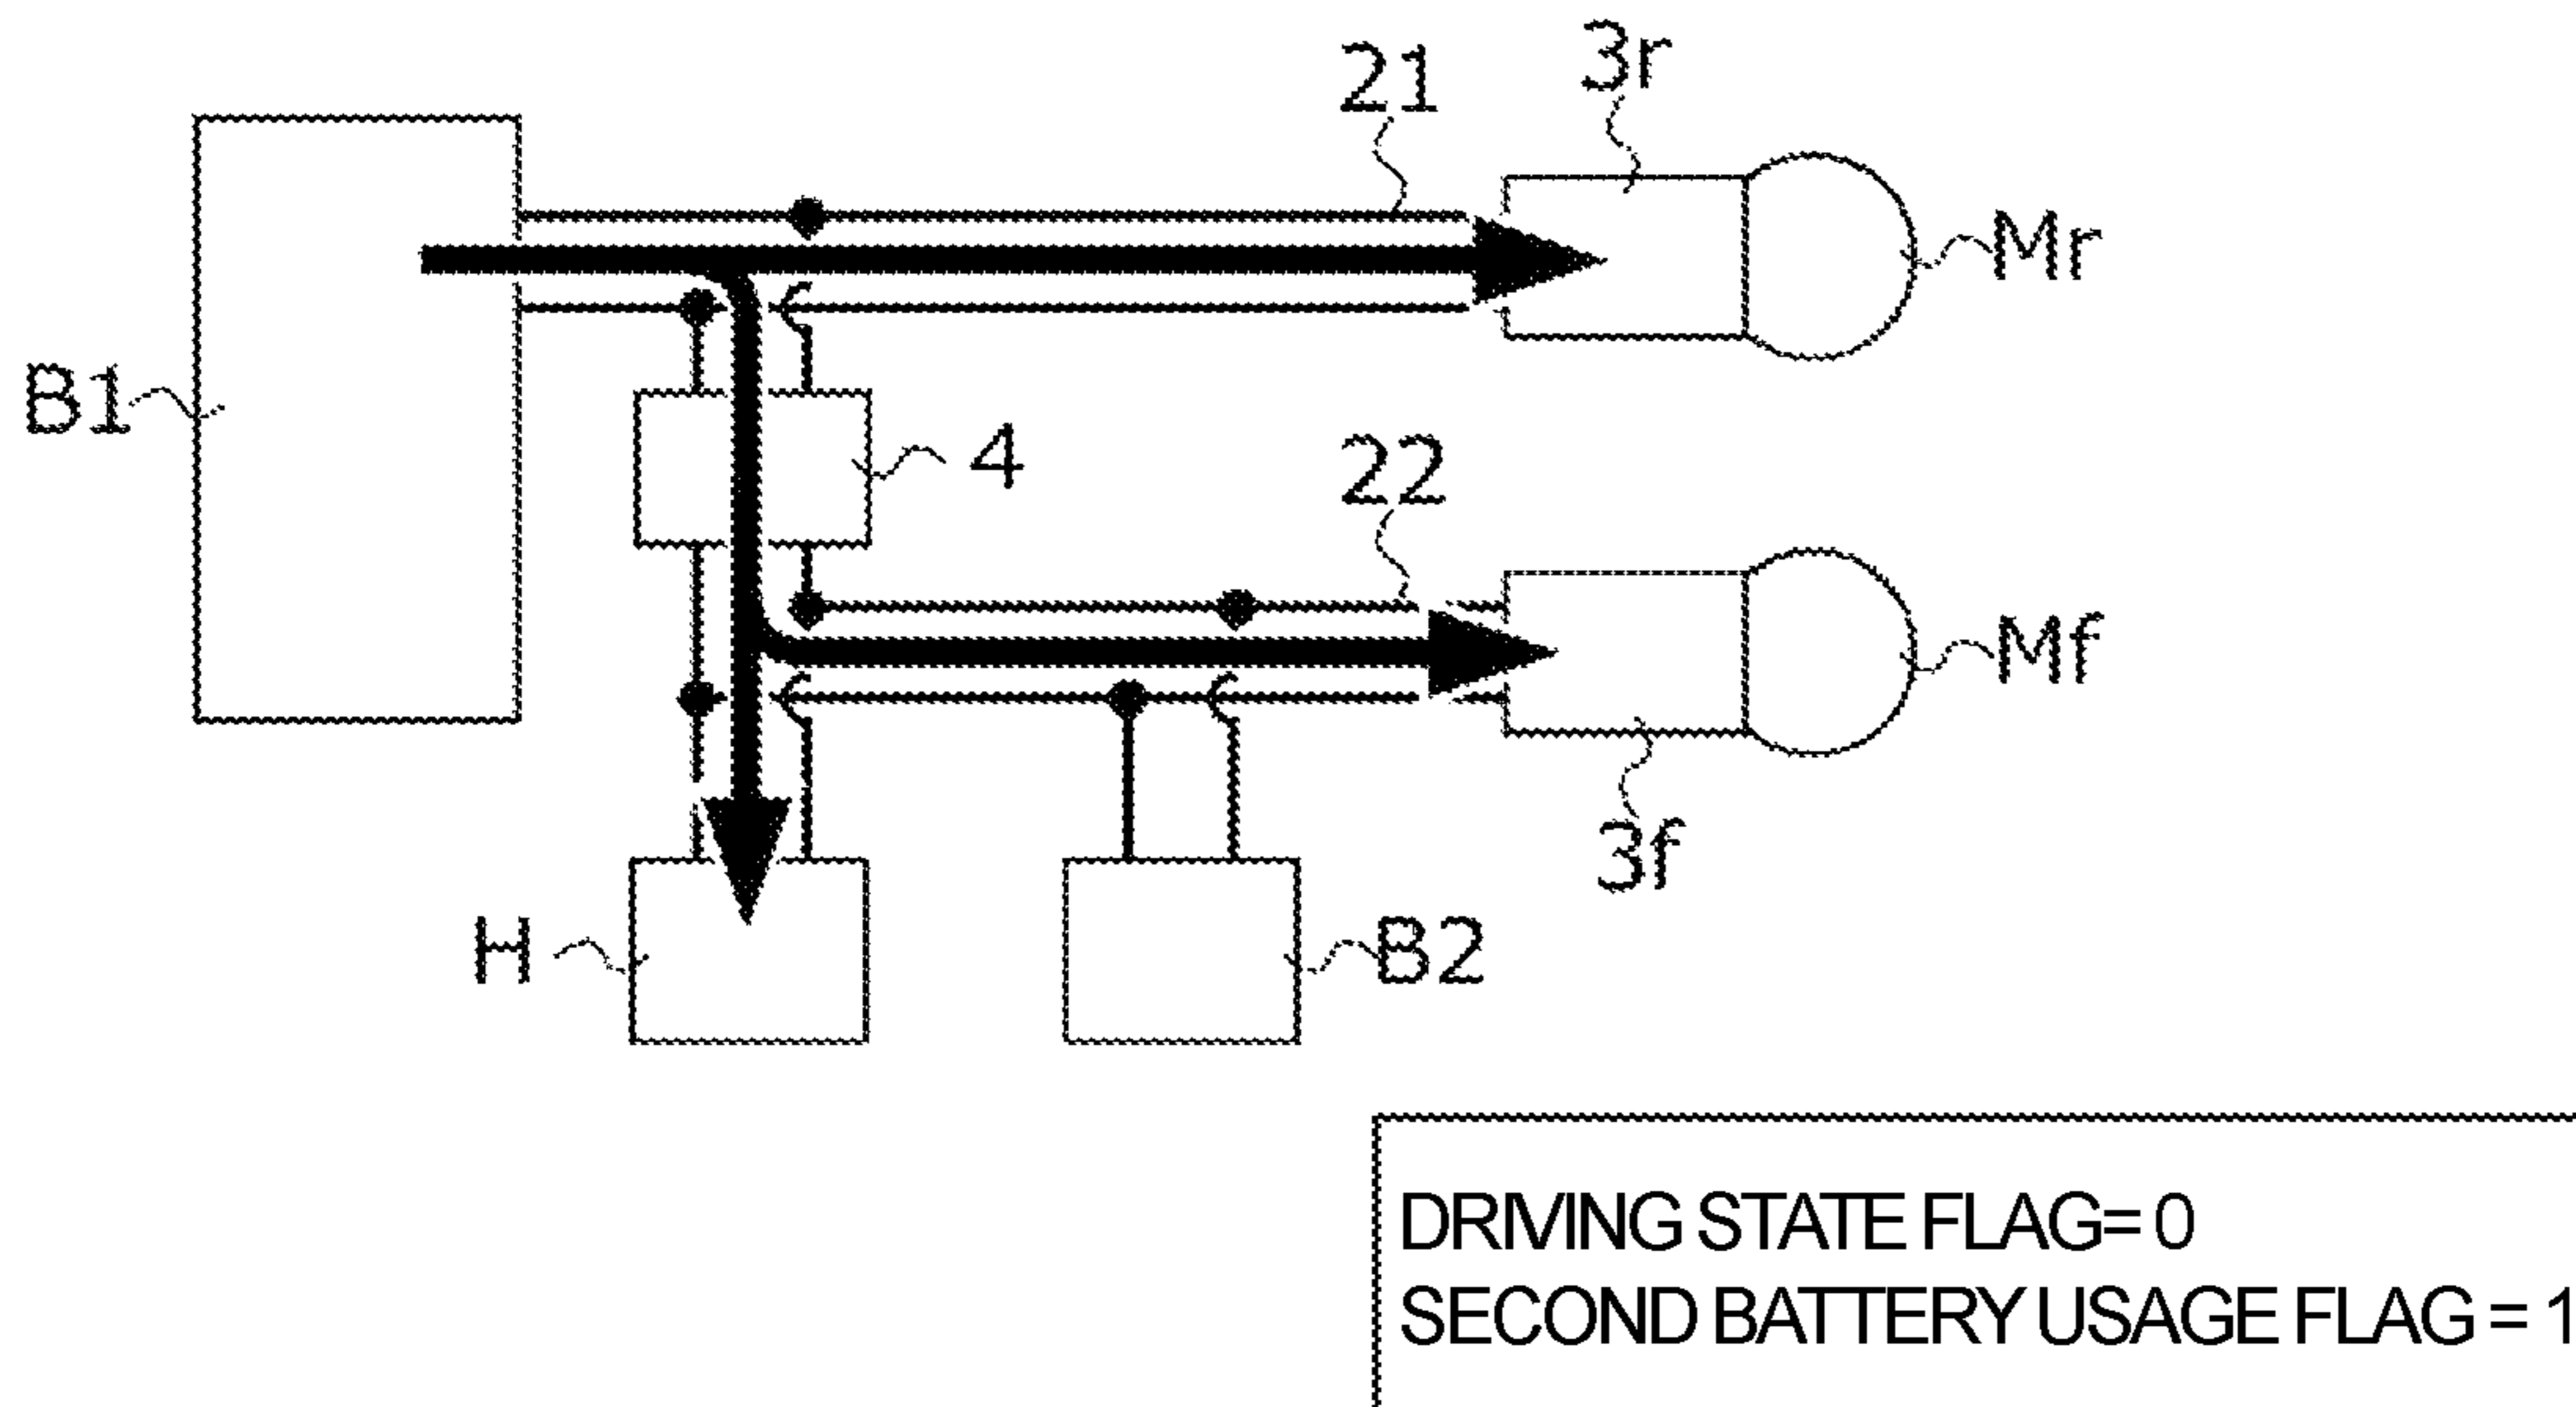 21
3r
Mr
B1
4
22
Mf
3f
H
B2
DRIVING STATE FLAG= 0
SECOND BATTERY USAGE FLAG = 1